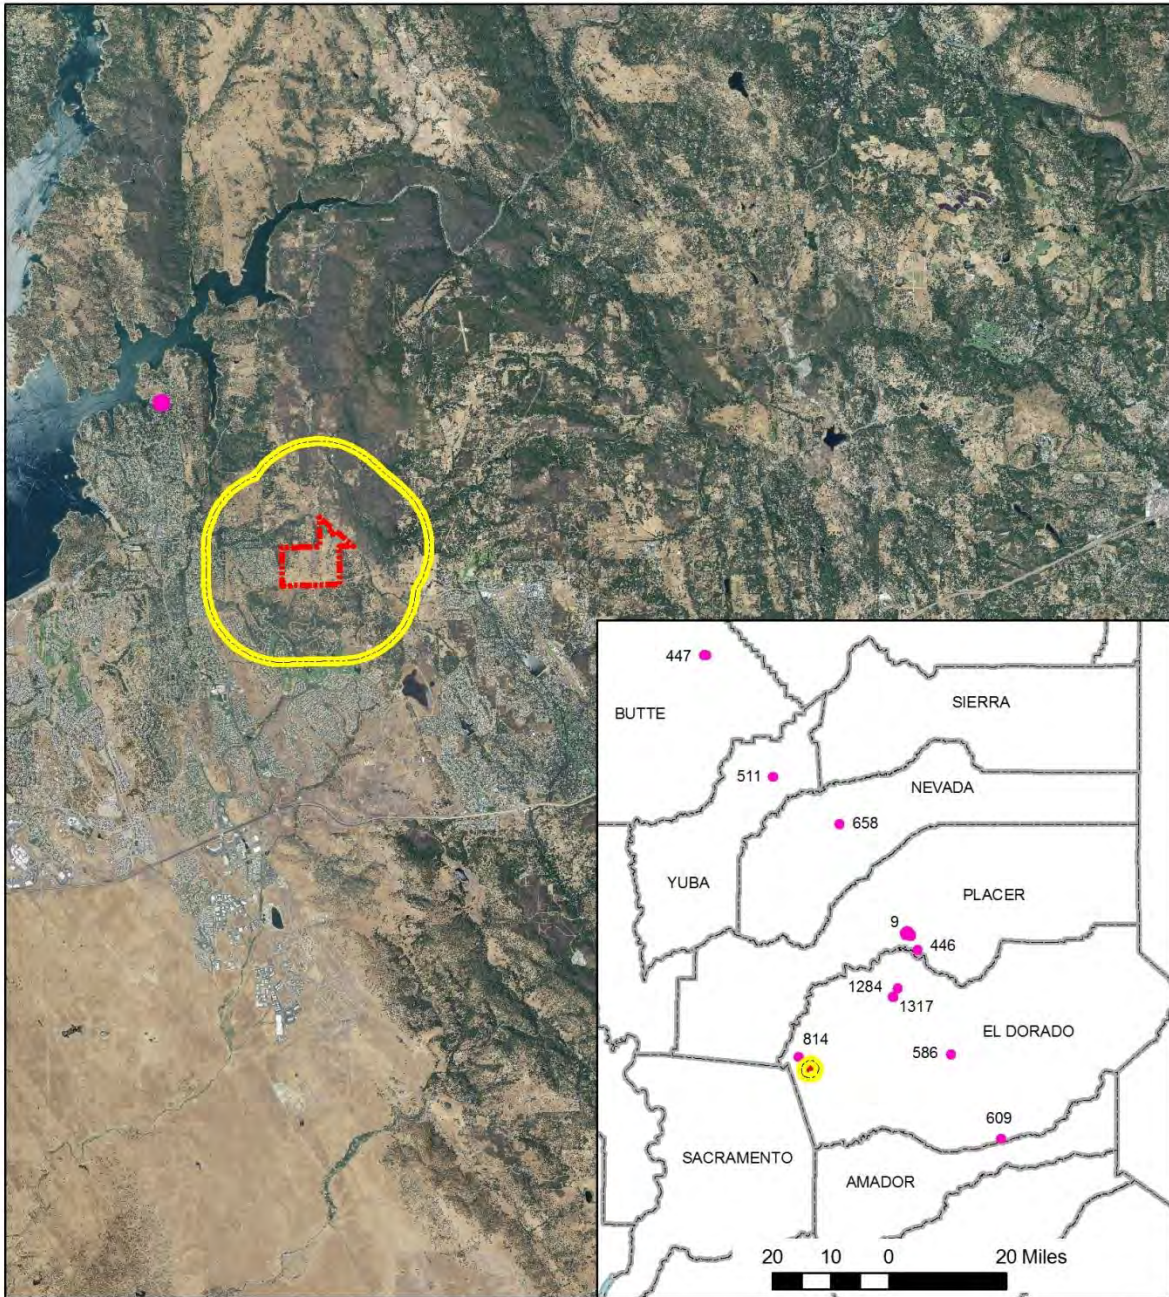 447
SIERRA
BUTTE
511
NEVADA
658
YUBA
PLACER
9
446
1284
1317
EL DORADO
814
586
609
SACRAMENTO
AMADOR
20 10 0 20 Miles